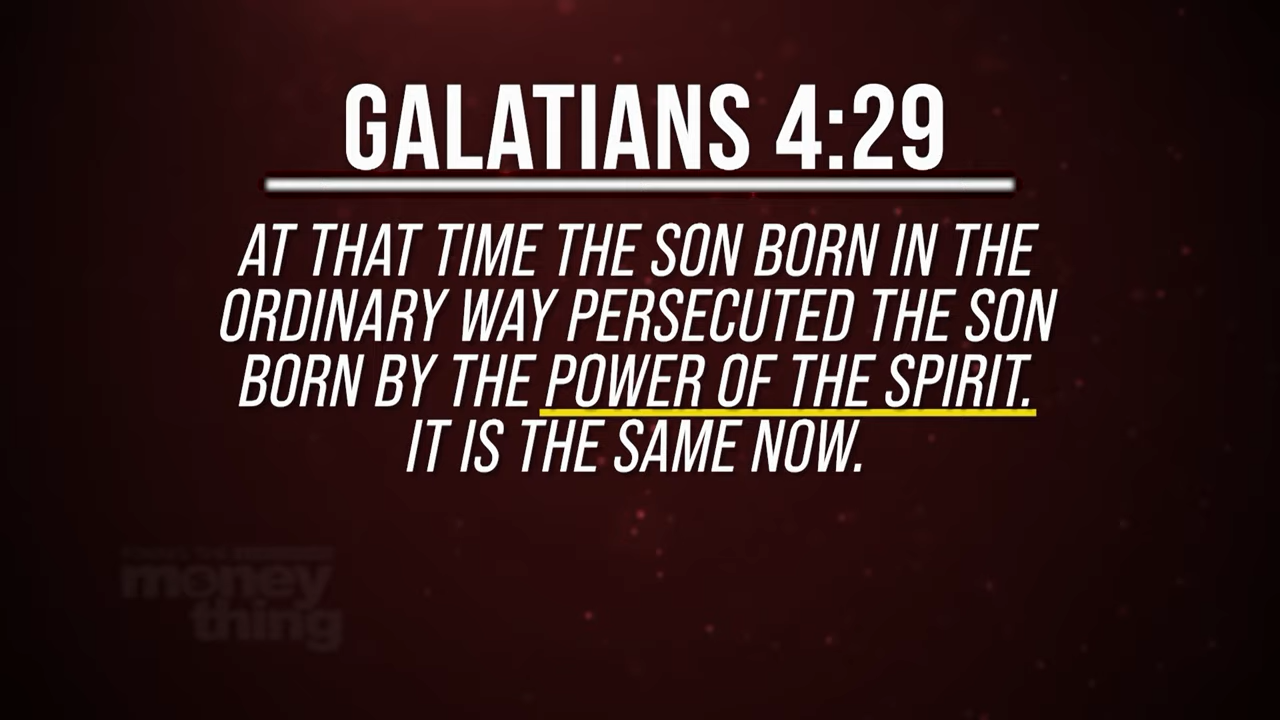 GALATIANS 4:29
AT THAT TIME THE SON BORN IN THE
ORDINARY WAY PERSECUTED THE SON
BORN BY THE POWER OF THE SPIRIT.
IT IS THE SAME NOW.
money
thing